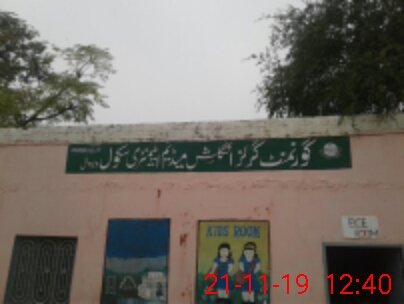 گورنمنٹ گرلز انگلش میڈیم ایلیمنٹری سکول
KIDS ROOM
ECE
ROOM
21-11-19 12:40